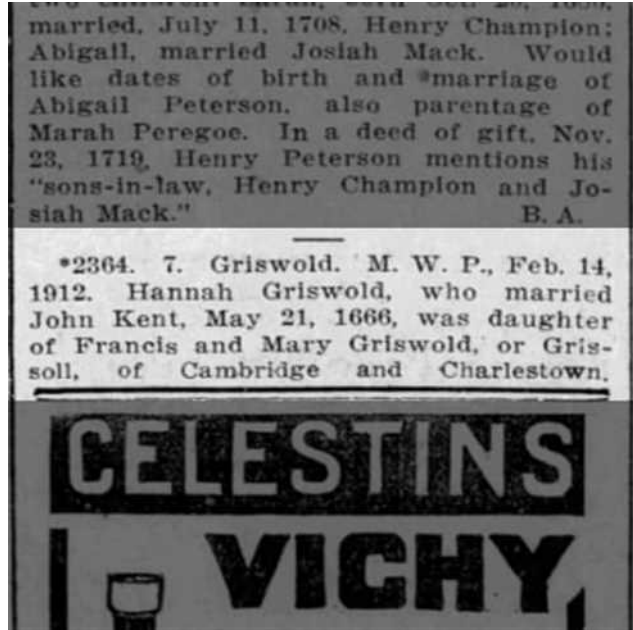 married, July 11, 1708, Henry Champion;
Abigail, married Josiah Mack. Would
like dates of birth and *marriage of
Abigail Peterson, also parentage of
Marah Peregoe. In a deed of gift, Nov.
23, 1719, Henry Peterson mentions his
"sons-in-law, Henry Champion and Jo-
siah Mack." B. A.
*2364. 7. Griswold. M. W. P., Feb. 14,
1912. Hannah Griswold, who married
John Kent, May 21, 1666, was daughter
of Francis and Mary Griswold, or Gris-
soll, of Cambridge and Charlestown,
CELESTINS
VICHY